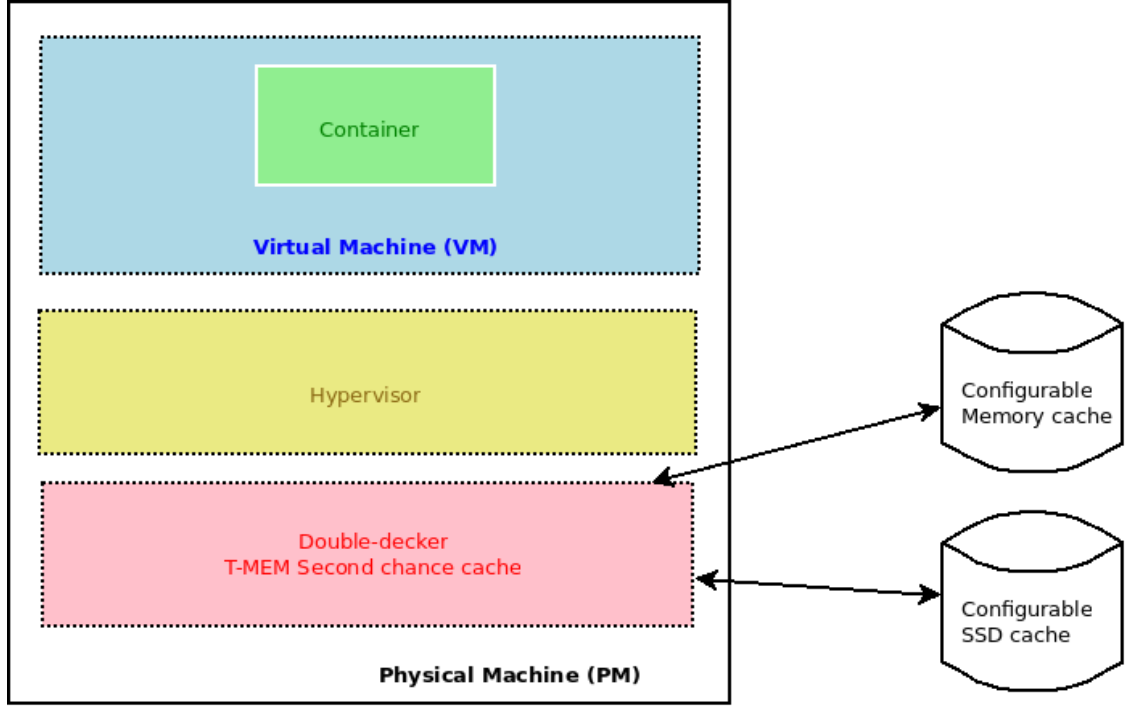 Container
Virtual Machine (VM)
Hypervisor
Configurable
Memory cache
Double-decker
T-MEM Second chance cache
Configurable
SSD cache
Physical Machine (PM)